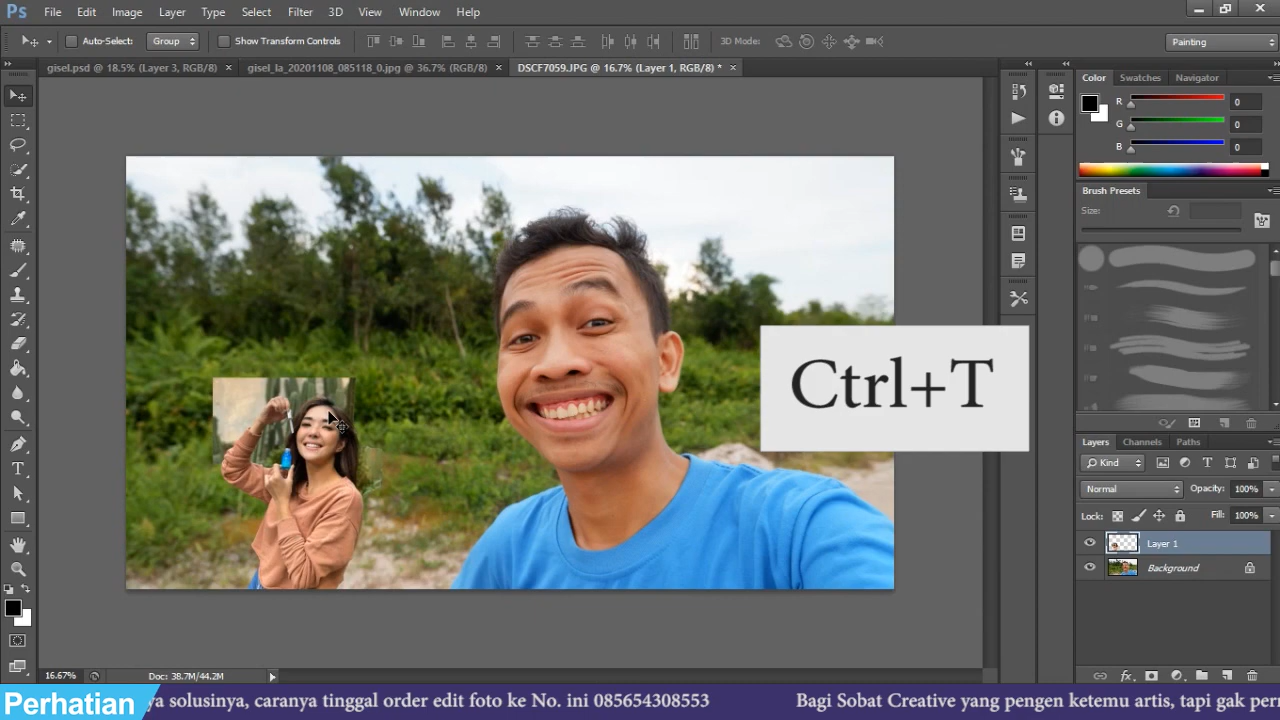 Ps File Edit Image Layer Type Select Filter 3D View Window Help
Auto-Select: Group Show Transform Controls 3D Mode: Painting
gisel.psd @ 18.5% (Layer 3, RGB/8) × gisel_la_20201108_085118_0.jpg @ 36.7% (RGB/8) × DSCF7059.JPG @ 16.7% (Layer 1, RGB/8) * ×
Color Swatches Navigator
R 0
G 0
B 0
Brush Presets
Size:
Ctrl+T
Layers Channels Paths
Kind
Normal Opacity: 100%
Lock: Fill: 100%
Layer 1
Background
16.67% Doc: 38.7M/44.2M
Perhatian ya solusinya, caranya tinggal order edit foto ke No. ini 085654308553 Bagi Sobat Creative yang pengen ketemu artis, tapi gak per